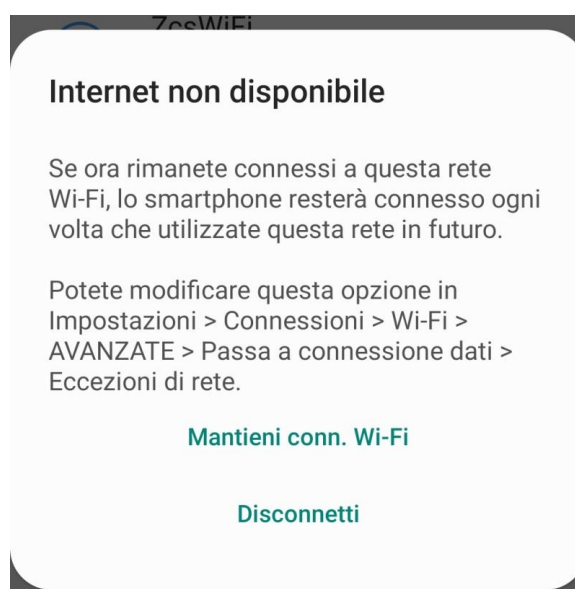 ZcsWiFi
Internet non disponibile
Se ora rimanete connessi a questa rete
Wi-Fi, lo smartphone resterà connesso ogni
volta che utilizzate questa rete in futuro.
Potete modificare questa opzione in
Impostazioni > Connessioni > Wi-Fi >
AVANZATE > Passa a connessione dati >
Eccezioni di rete.
Mantieni conn. Wi-Fi
Disconnetti